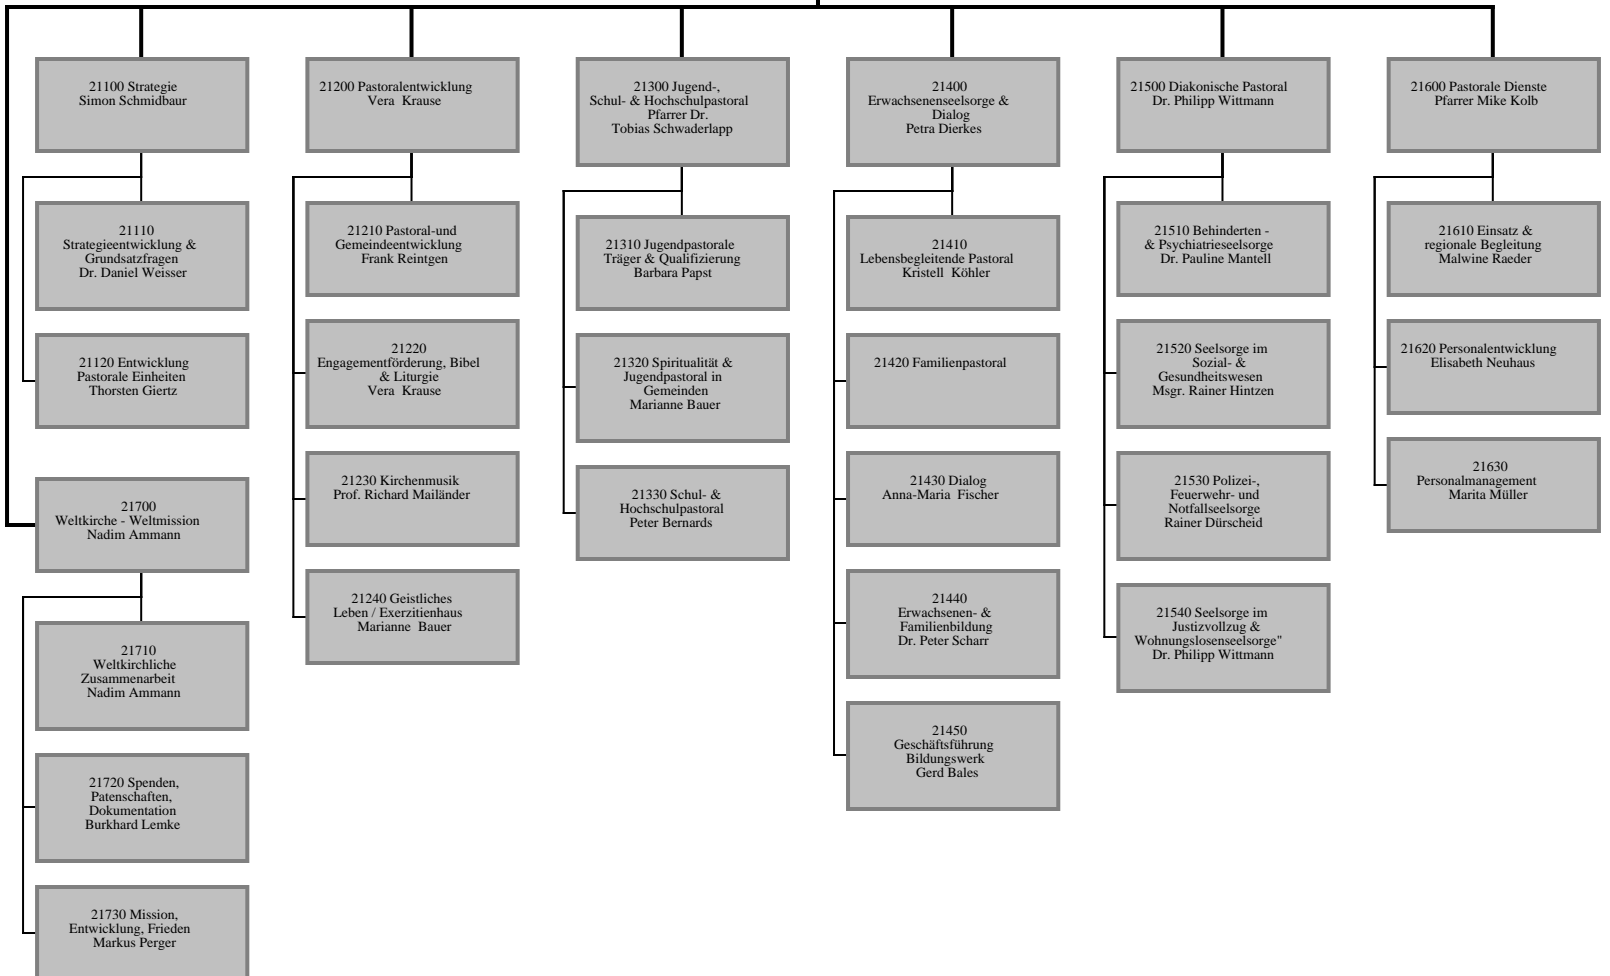 21100 Strategie
Simon Schmidbaur
21110
Strategieentwicklung &
Grundsatzfragen
Dr. Daniel Weisser
21120 Entwicklung
Pastorale Einheiten
Thorsten Giertz
21700
Weltkirche - Weltmission
Nadim Ammann
21710
Weltkirchliche
Zusammenarbeit
Nadim Ammann
21720 Spenden,
Patenschaften,
Dokumentation
Burkhard Lemke
21730 Mission,
Entwicklung, Frieden
Markus Perger
21200 Pastoralentwicklung
Vera Krause
21210 Pastoral-und
Gemeindeentwicklung
Frank Reintgen
21220
Engagementförderung, Bibel
& Liturgie
Vera Krause
21230 Kirchenmusik
Prof. Richard Mailänder
21240 Geistliches
Leben / Exerzitienhaus
Marianne Bauer
21300 Jugend-,
Schul- & Hochschulpastoral
Pfarrer Dr.
Tobias Schwaderlapp
21310 Jugendpastorale
Träger & Qualifizierung
Barbara Papst
21320 Spiritualität &
Jugendpastoral in
Gemeinden
Marianne Bauer
21330 Schul- &
Hochschulpastoral
Peter Bernards
21400
Erwachsenenseelsorge &
Dialog
Petra Dierkes
21410
Lebensbegleitende Pastoral
Kristell Köhler
21420 Familienpastoral
21430 Dialog
Anna-Maria Fischer
21440
Erwachsenen- &
Familienbildung
Dr. Peter Scharr
21450
Geschäftsführung
Bildungswerk
Gerd Bales
21500 Diakonische Pastoral
Dr. Philipp Wittmann
21510 Behinderten -
& Psychiatrieseelsorge
Dr. Pauline Mantell
21520 Seelsorge im
Sozial- &
Gesundheitswesen
Msgr. Rainer Hintzen
21530 Polizei-,
Feuerwehr- und
Notfallseelsorge
Rainer Dürscheid
21540 Seelsorge im
Justizvollzug &
Wohnungslosenseelsorge"
Dr. Philipp Wittmann
21600 Pastorale Dienste
Pfarrer Mike Kolb
21610 Einsatz &
regionale Begleitung
Malwine Raeder
21620 Personalentwicklung
Elisabeth Neuhaus
21630
Personalmanagement
Marita Müller